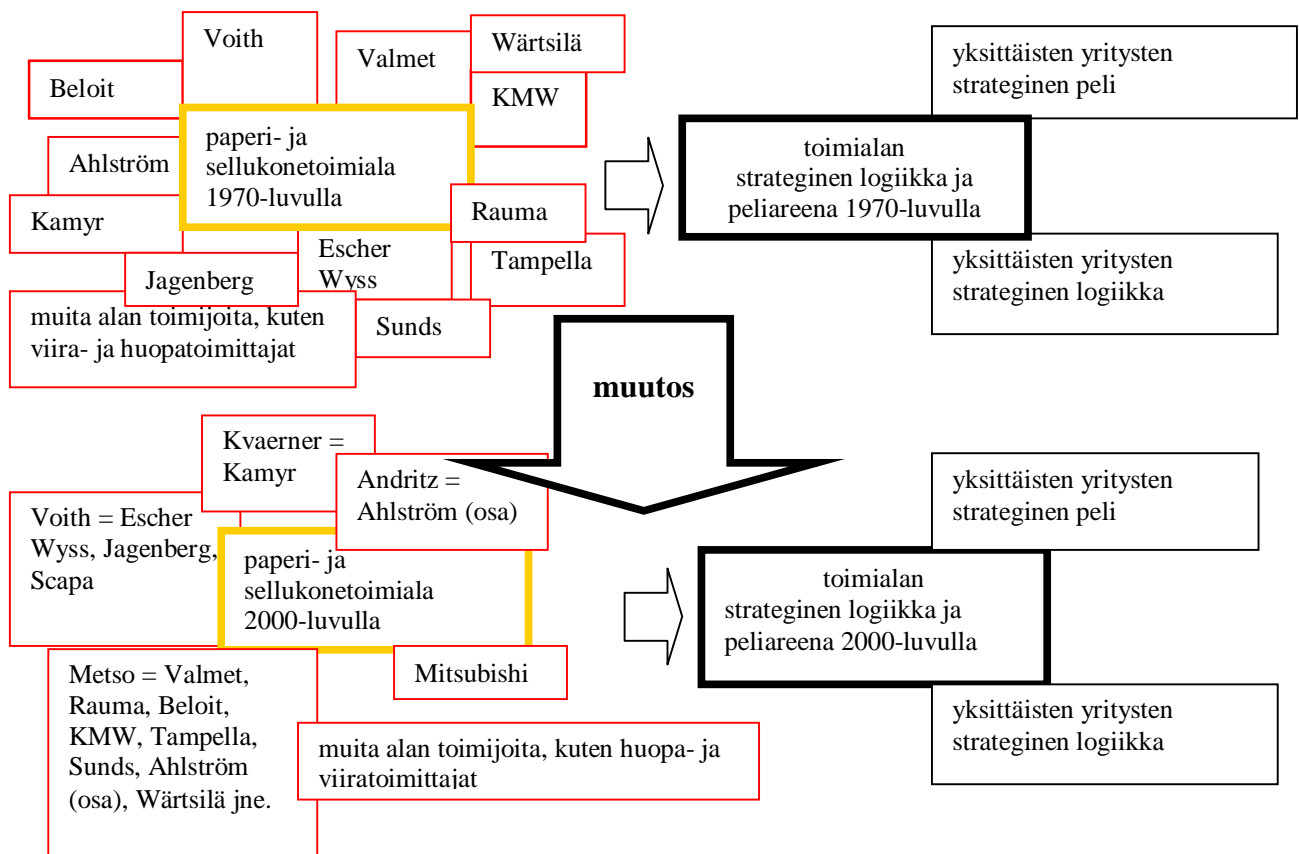 Voith
Valmet
Wärtsilä
Beloit
KMW
Ahlström
paperi- ja
sellukonetoimiala
1970-luvulla
Kamyr
Rauma
Jagenberg
Escher
Wyss
Tampella
muita alan toimijoita, kuten
viira- ja huopatoimittajat
Sunds
toimialan
strateginen logiikka ja
peliareena 1970-luvulla
yksittäisten yritysten
strateginen peli
yksittäisten yritysten
strateginen logiikka
muutos
Kvaerner =
Kamyr
Andritz =
Ahlström (osa)
Voith = Escher
Wyss, Jagenberg,
Scapa
paperi- ja
sellukonetoimiala
2000-luvulla
Mitsubishi
Metso = Valmet,
Rauma, Beloit,
KMW, Tampella,
Sunds, Ahlström
(osa), Wärtsilä jne.
muita alan toimijoita, kuten huopa- ja
viiratoimittajat
toimialan
strateginen logiikka ja
peliareena 2000-luvulla
yksittäisten yritysten
strateginen peli
yksittäisten yritysten
strateginen logiikka